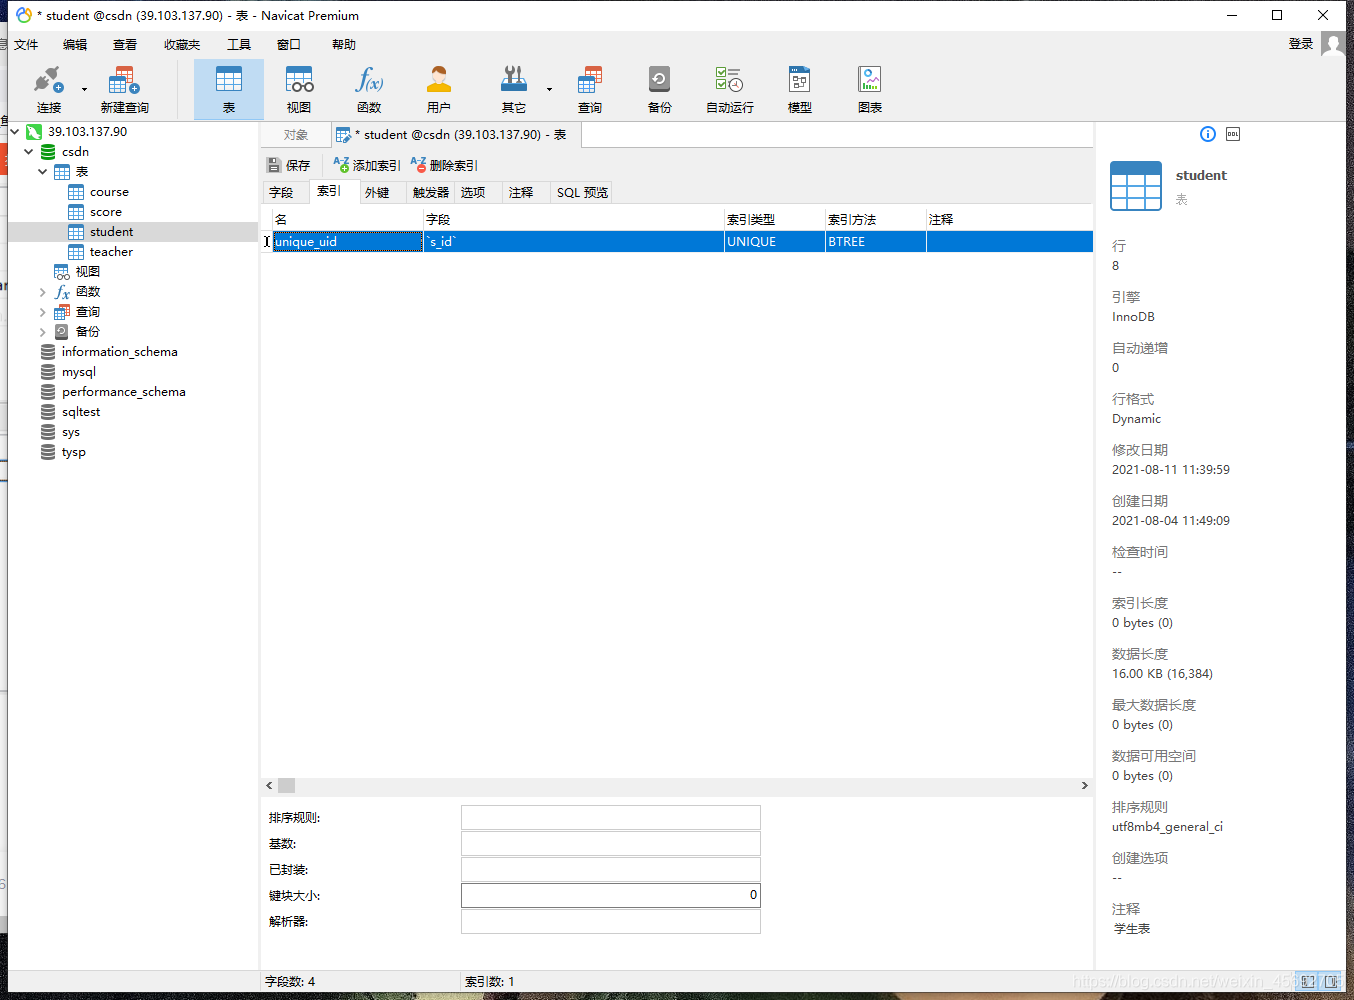 * student @csdn (39.103.137.90) - 表 - Navicat Premium
文件 编辑 查看 收藏夹 工具 窗口 帮助 登录
连接 新建查询 表 视图 函数 用户 其它 查询 备份 自动运行 模型 图表
39.103.137.90
csdn
表
course
score
student
teacher
视图
函数
查询
备份
information_schema
mysql
performance_schema
sqltest
sys
tysp
对象 * student @csdn (39.103.137.90) - 表
保存 添加索引 删除索引
字段 索引 外键 触发器 选项 注释 SQL 预览
名 字段 索引类型 索引方法 注释
unique_uid `s_id` UNIQUE BTREE
排序规则:
基数:
已封装:
键块大小: 0
解析器:
字段数: 4 索引数: 1
DDL
student
表
行
8
引擎
InnoDB
自动递增
0
行格式
Dynamic
修改日期
2021-08-11 11:39:59
创建日期
2021-08-04 11:49:09
检查时间
--
索引长度
0 bytes (0)
数据长度
16.00 KB (16,384)
最大数据长度
0 bytes (0)
数据可用空间
0 bytes (0)
排序规则
utf8mb4_general_ci
创建选项
--
注释
学生表